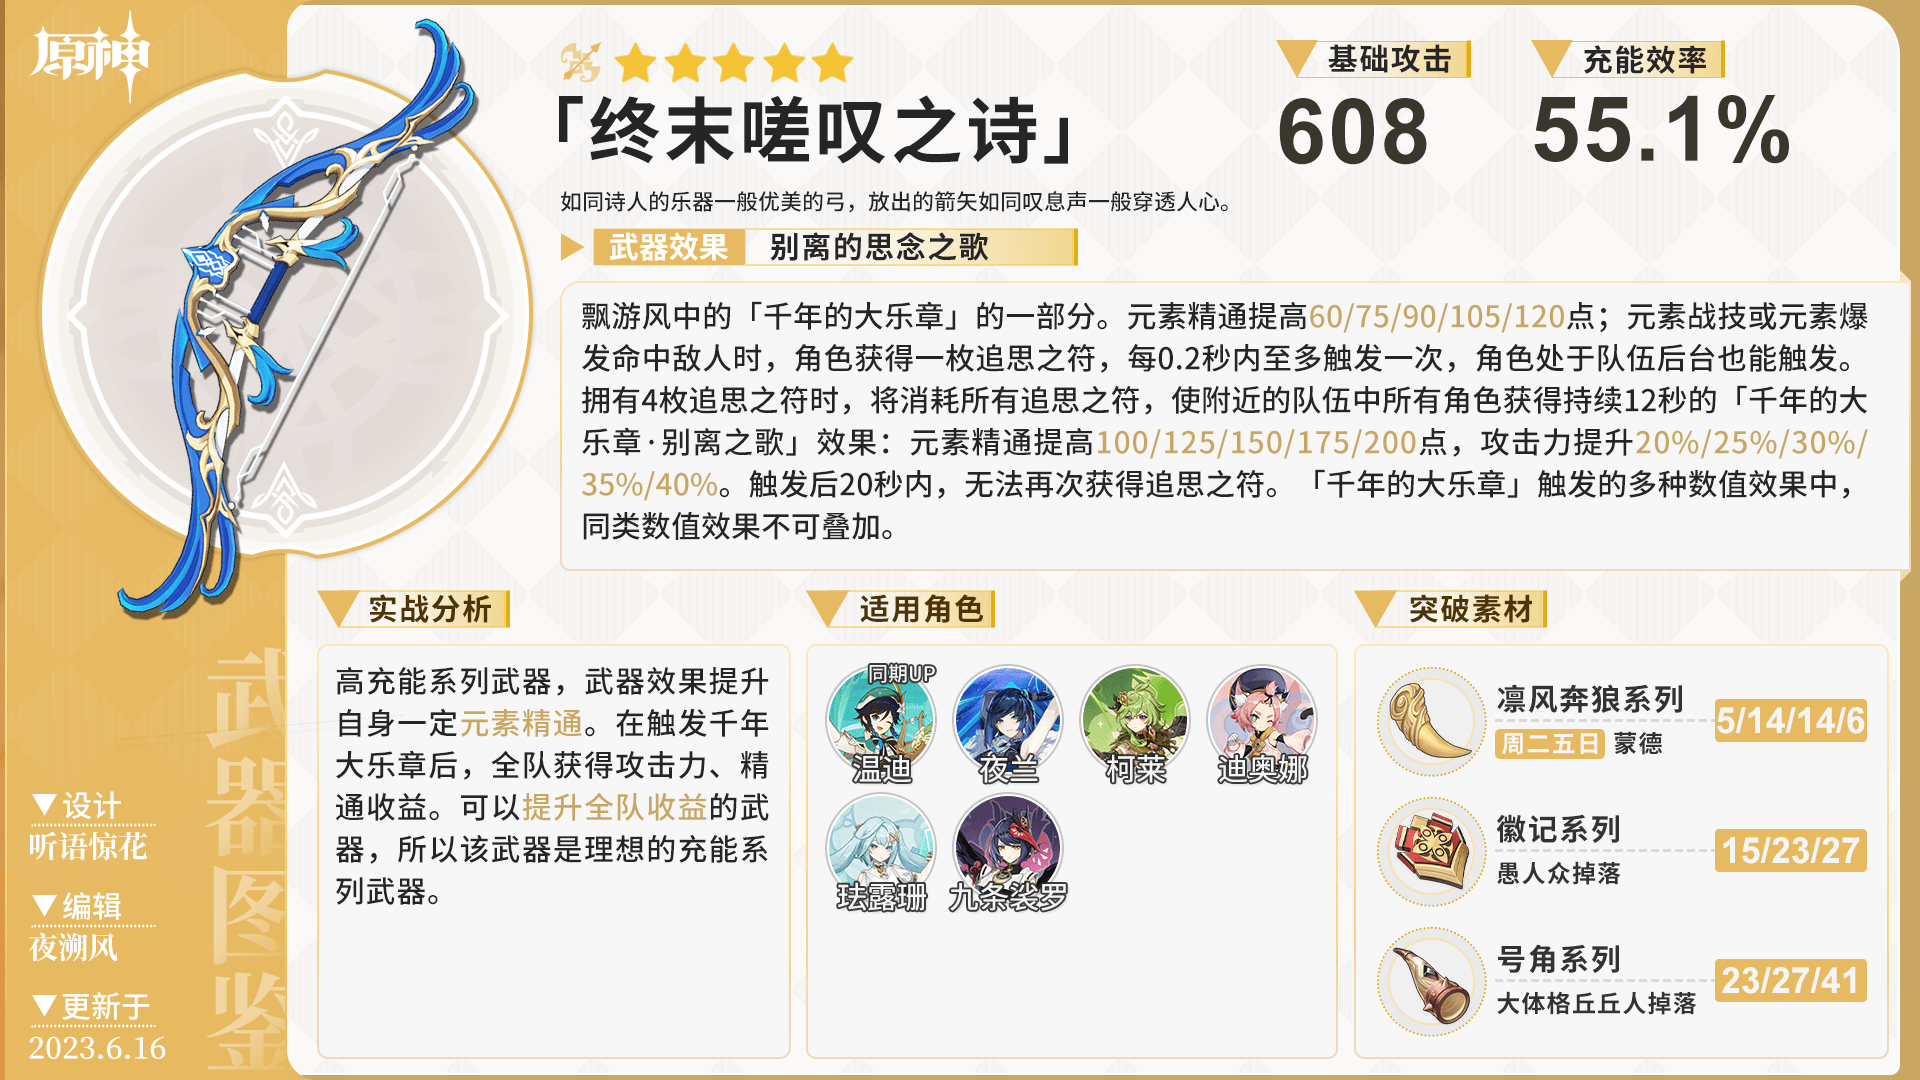 原神
「终末嗟叹之诗」
基础攻击
608
充能效率
55.1%
如同诗人的乐器一般优美的弓，放出的箭矢如同叹息声一般穿透人心。
武器效果 别离的思念之歌
飘游风中的「千年的大乐章」的一部分。元素精通提高60/75/90/105/120点；元素战技或元素爆
发命中敌人时，角色获得一枚追思之符，每0.2秒内至多触发一次，角色处于队伍后台也能触发。
拥有4枚追思之符时，将消耗所有追思之符，使附近的队伍中所有角色获得持续12秒的「千年的大
乐章·别离之歌」效果：元素精通提高100/125/150/175/200点，攻击力提升20%/25%/30%/
35%/40%。触发后20秒内，无法再次获得追思之符。「千年的大乐章」触发的多种数值效果中，
同类数值效果不可叠加。
实战分析
高充能系列武器，武器效果提升
自身一定元素精通。在触发千年
大乐章后，全队获得攻击力、精
通收益。可以提升全队收益的武
器，所以该武器是理想的充能系
列武器。
适用角色
同期UP
温迪
夜兰
柯莱
迪奥娜
珐露珊
九条裟罗
突破素材
凛风奔狼系列
周二五日 蒙德
5/14/14/6
徽记系列
愚人众掉落
15/23/27
号角系列
大体格丘丘人掉落
23/27/41
武器图鉴
▼设计
听语惊花
▼编辑
夜溯风
▼更新于
2023.6.16